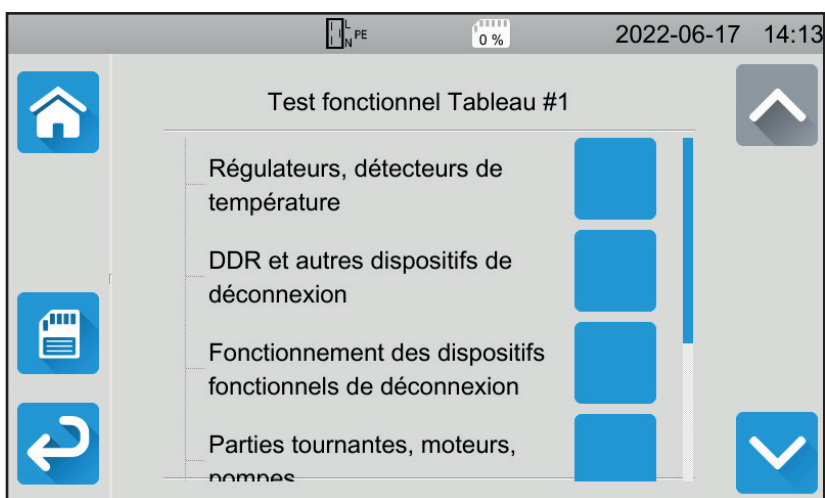 L
N PE
0 %
2022-06-17 14:13
Test fonctionnel Tableau #1
Régulateurs, détecteurs de
température
DDR et autres dispositifs de
déconnexion
Fonctionnement des dispositifs
fonctionnels de déconnexion
Parties tournantes, moteurs,
pompes